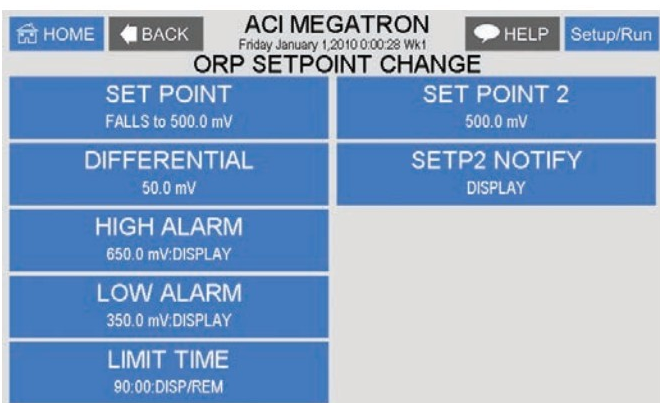 HOME
BACK
ACI MEGATRON
Friday January 1,2010 0:00:28 Wk1
HELP
Setup/Run
ORP SETPOINT CHANGE
SET POINT
FALLS to 500.0 mV
SET POINT 2
500.0 mV
DIFFERENTIAL
50.0 mV
SETP2 NOTIFY
DISPLAY
HIGH ALARM
650.0 mV:DISPLAY
LOW ALARM
350.0 mV:DISPLAY
LIMIT TIME
90:00:DISP/REM